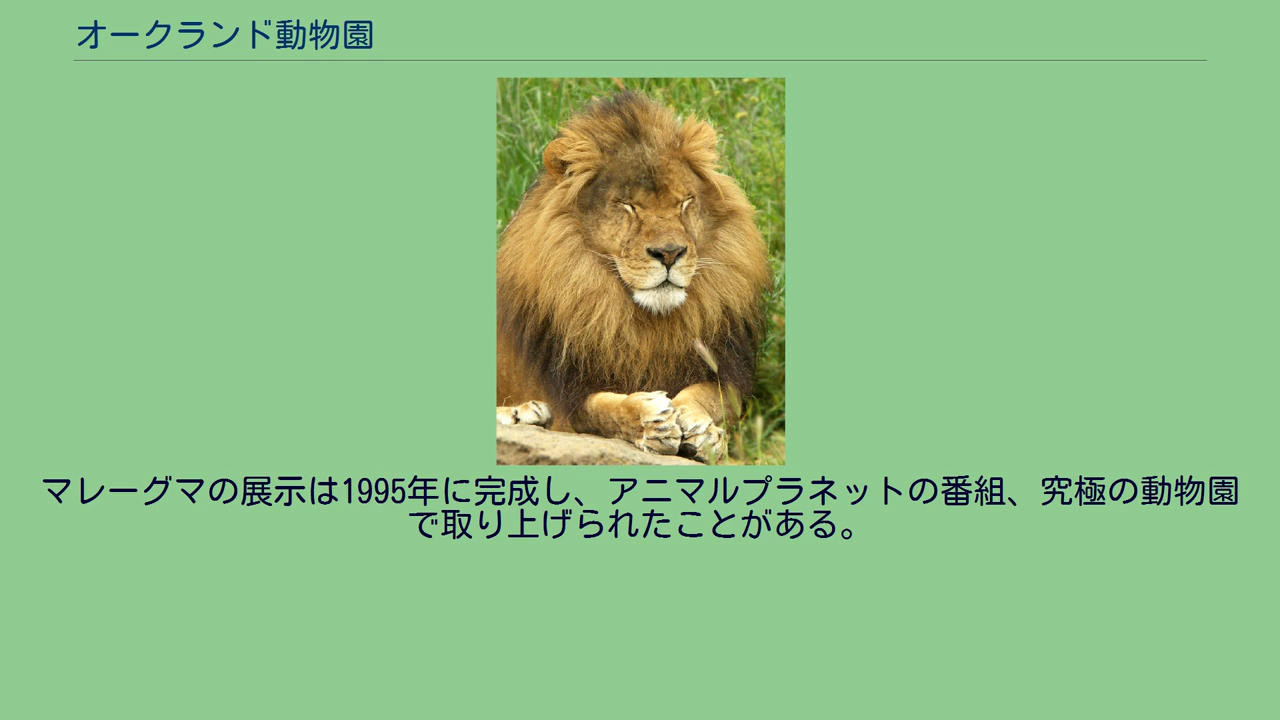 オークランド動物園
マレーグマの展示は1995年に完成し、アニマルプラネットの番組、究極の動物園
で取り上げられたことがある。